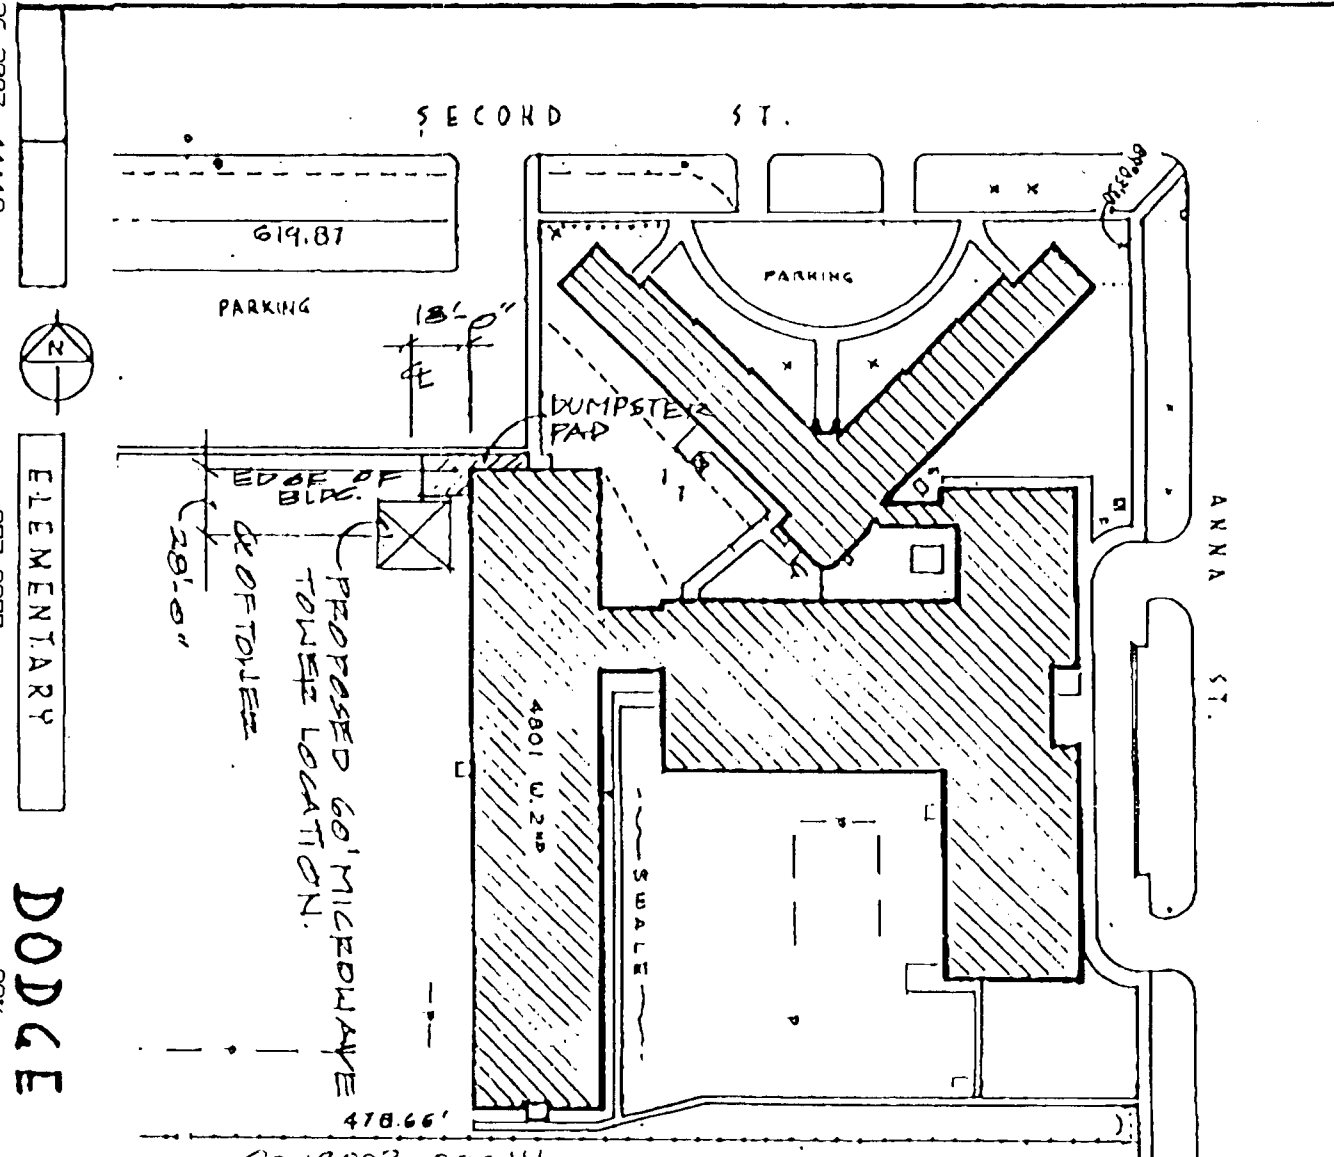 SECOND ST.
619.87
PARKING
PARKING
18'-0"
DUMPSTER
PAD
EDGE OF
BLDG.
28'-0"
℄ OF TOWER
PROPOSED 60' MICROWAVE
TOWER LOCATION.
4801 W. 2ND
SWALE
ANNA ST.
478.66'
N
ELEMENTARY
DODGE